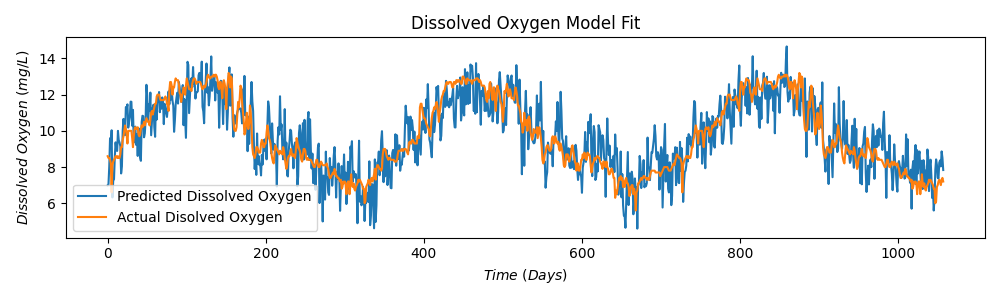 Dissolved Oxygen Model Fit
Dissolved Oxygen (mg/L)
14
12
10
8
6
Predicted Dissolved Oxygen
Actual Disolved Oxygen
0 200 400 600 800 1000
Time (Days)